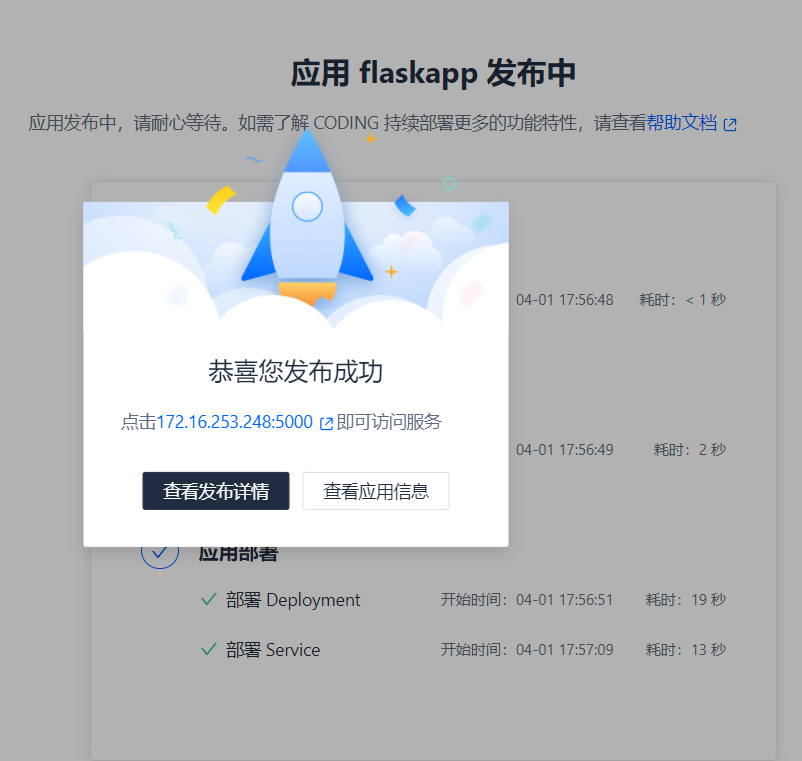 应用 flaskapp 发布中
应用发布中，请耐心等待。如需了解 CODING 持续部署更多的功能特性，请查看帮助文档
04-01 17:56:48 耗时：< 1 秒
恭喜您发布成功
点击172.16.253.248:5000 即可访问服务
04-01 17:56:49 耗时：2 秒
查看发布详情 查看应用信息
应用部署
部署 Deployment 开始时间：04-01 17:56:51 耗时：19 秒
部署 Service 开始时间：04-01 17:57:09 耗时：13 秒